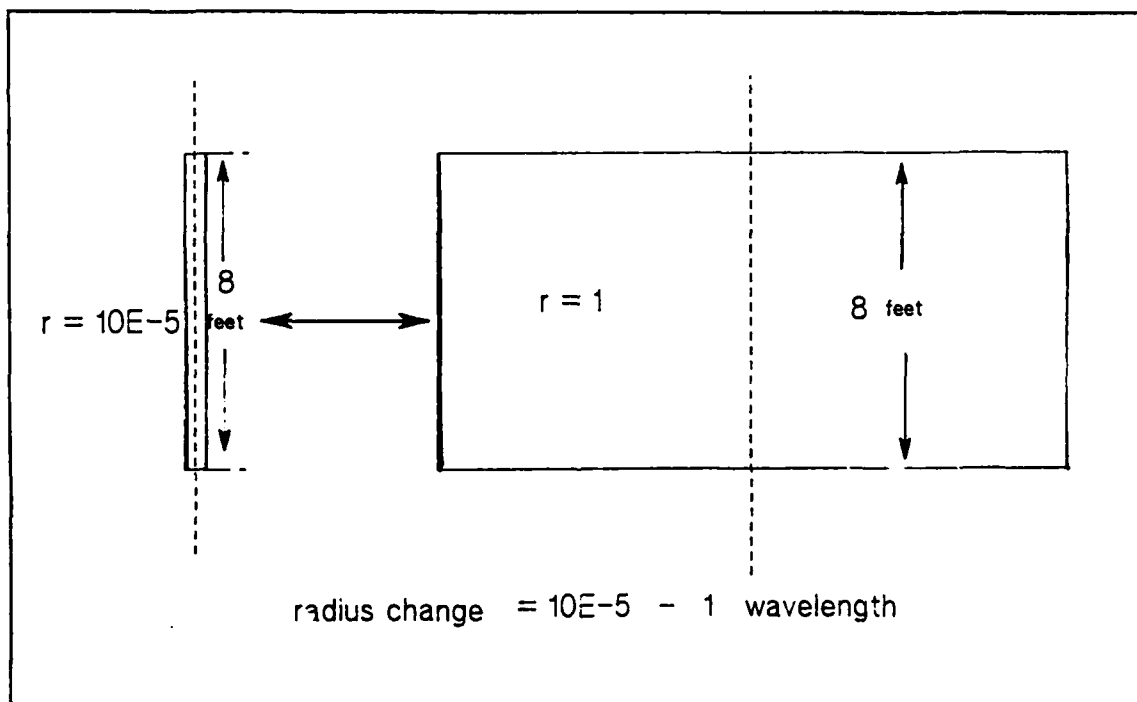 8
r = 10E-5 feet
r = 1
8 feet
radius change = 10E-5 - 1 wavelength